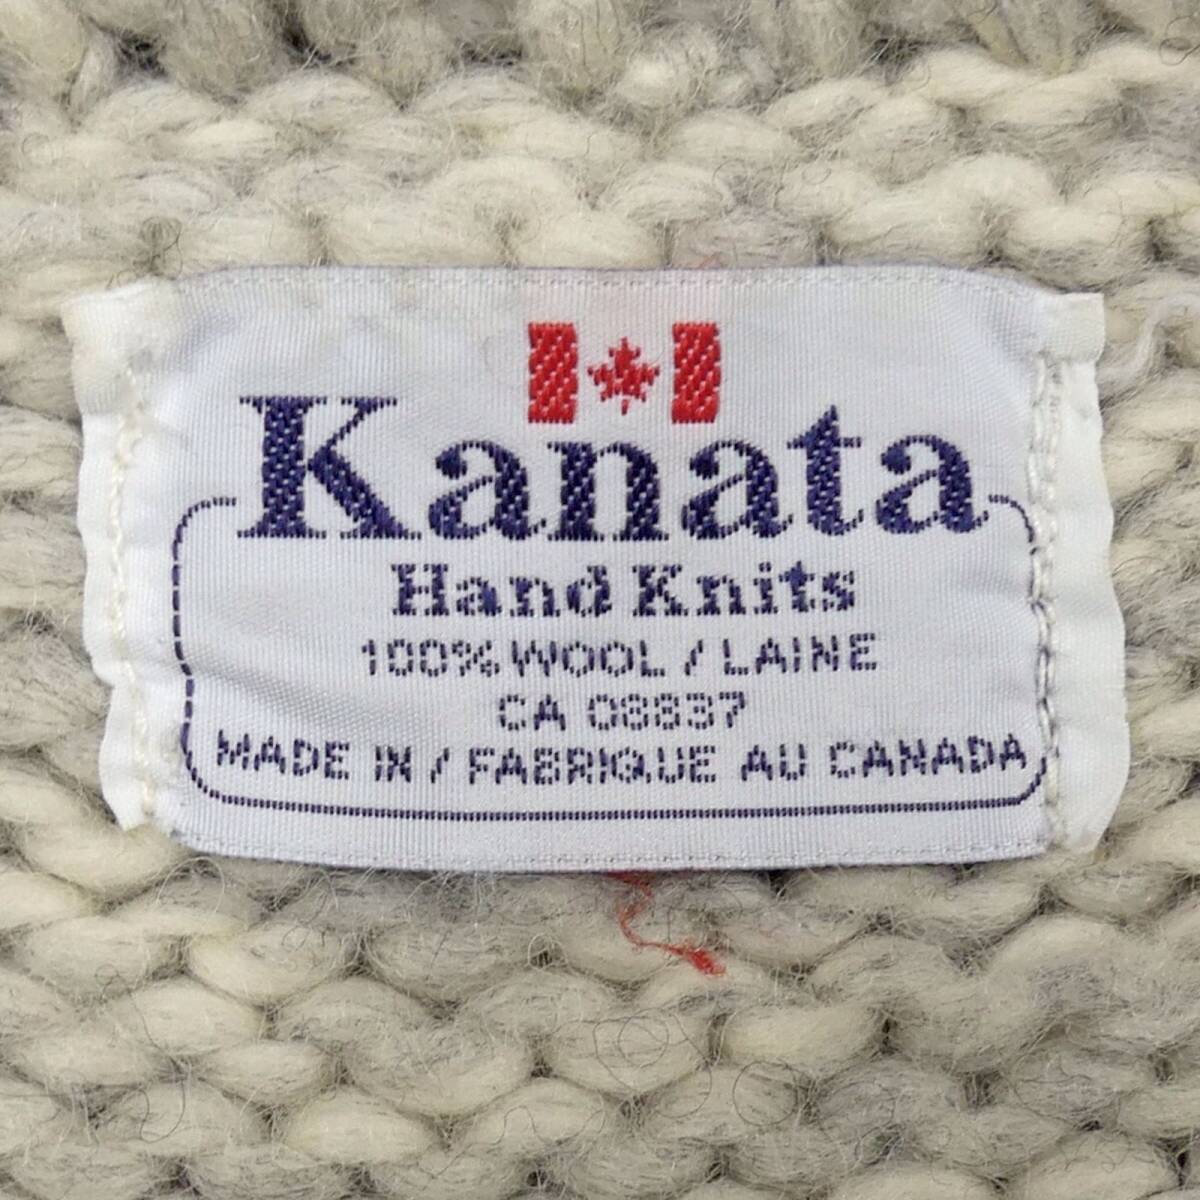 Kanata
Hand Knits
100% WOOL / LAINE
CA 08837
MADE IN / FABRIQUE AU CANADA